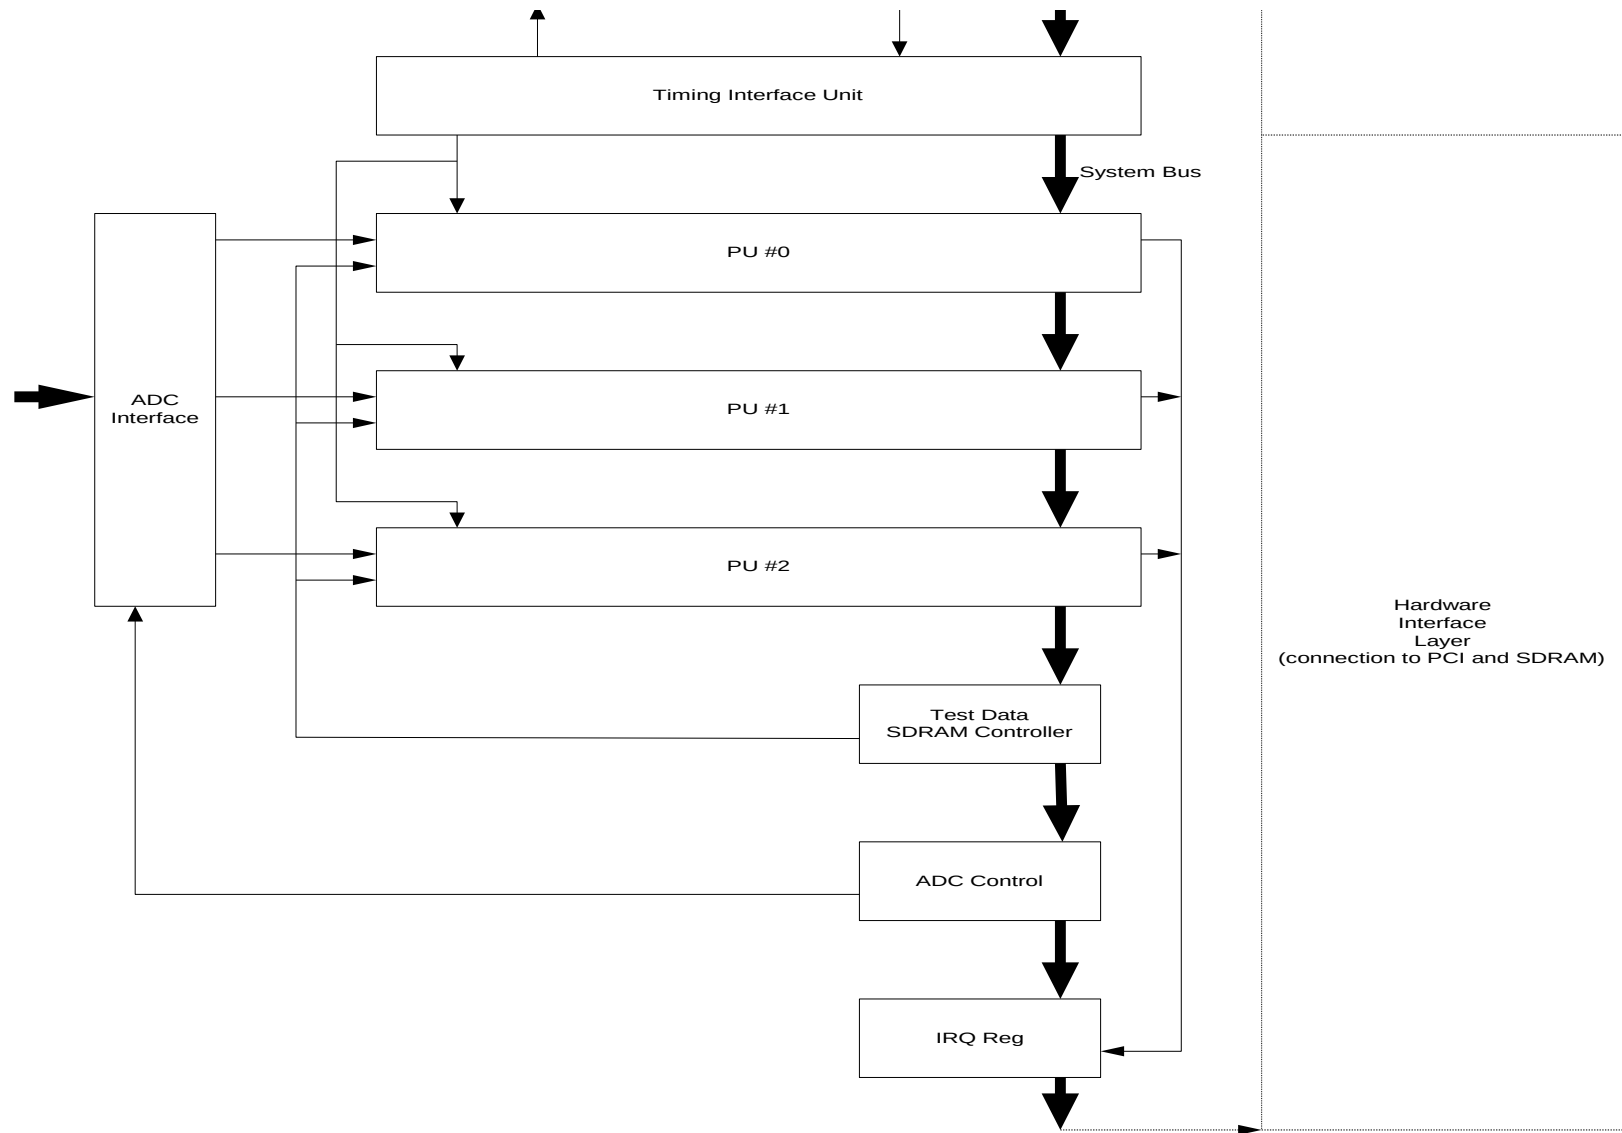 Timing Interface Unit
System Bus
PU #0
ADC
Interface
PU #1
PU #2
Hardware
Interface
Layer
(connection to PCI and SDRAM)
Test Data
SDRAM Controller
ADC Control
IRQ Reg